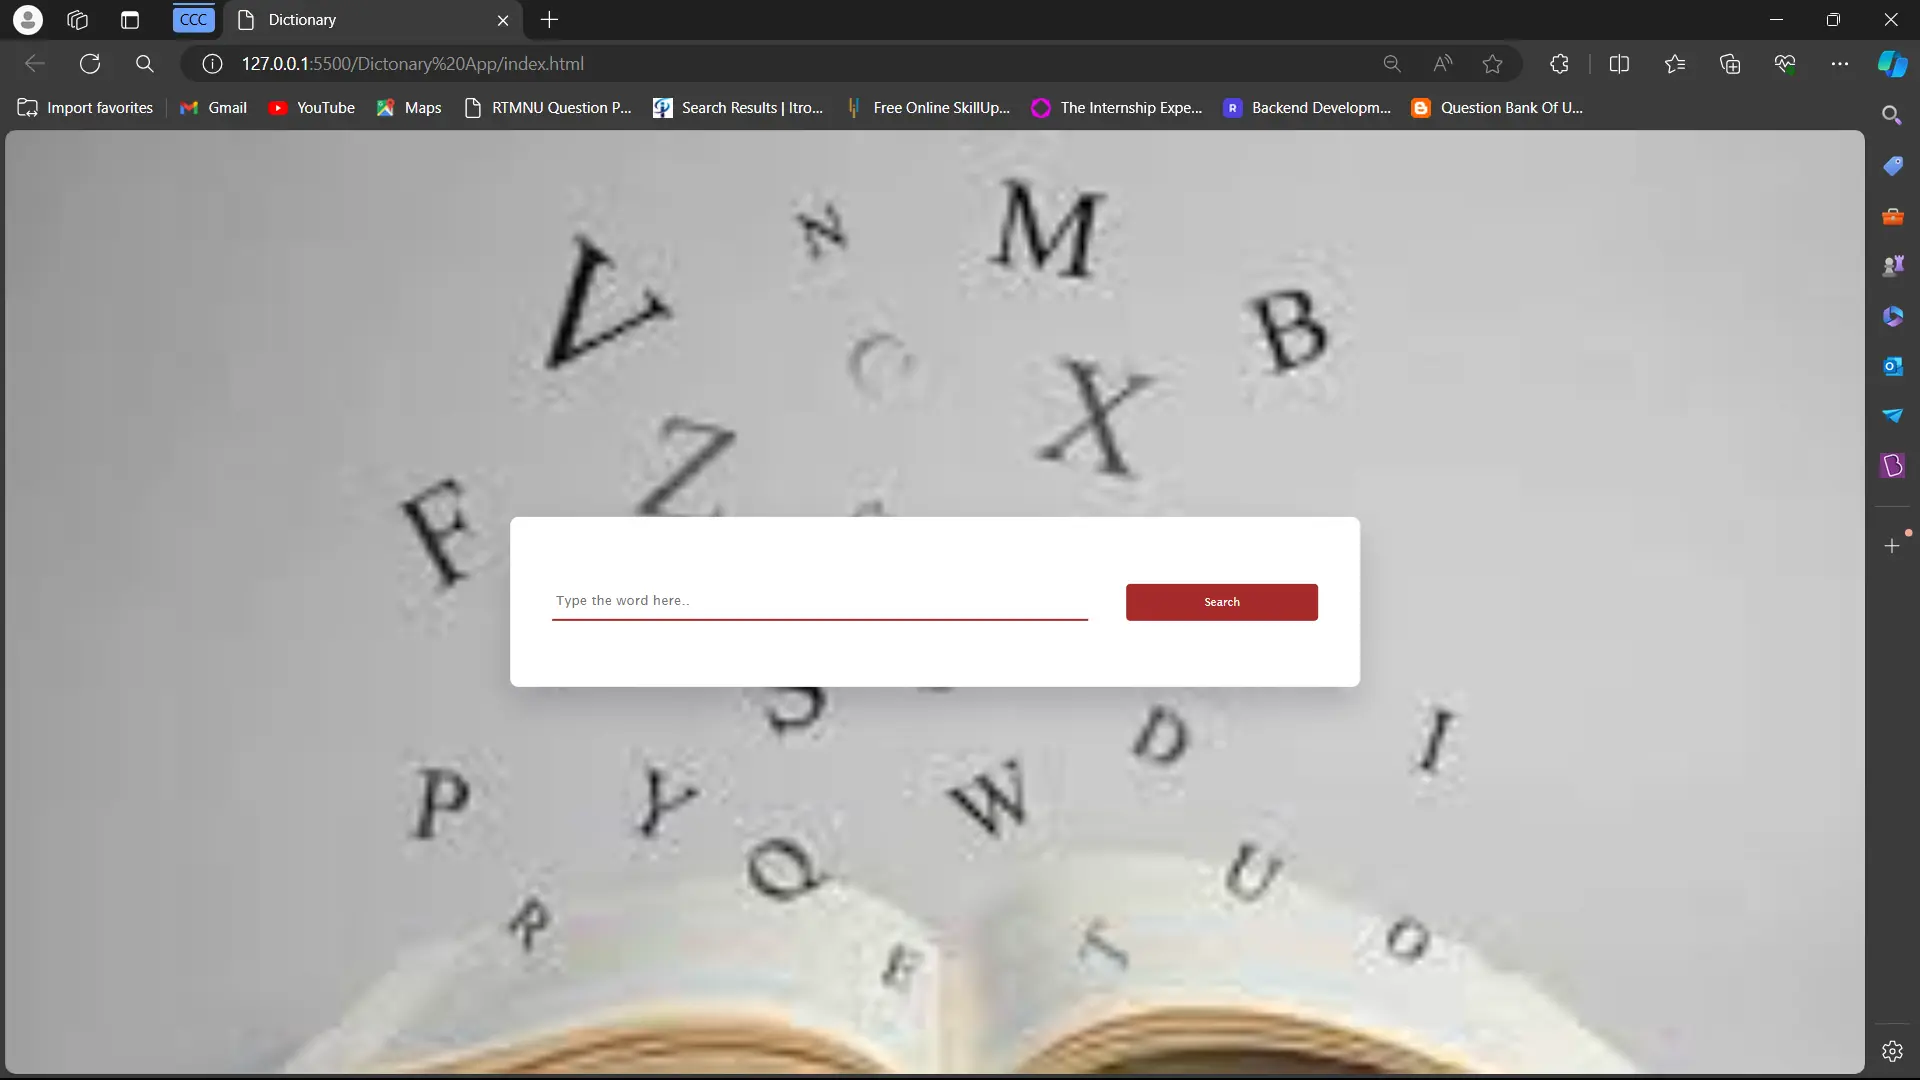 CCC Dictionary
127.0.0.1:5500/Dictonary%20App/index.html
Import favorites Gmail YouTube Maps RTMNU Question P... Search Results | Itro... Free Online SkillUp... The Internship Expe... R Backend Developm... Question Bank Of U...
N M
V B
C X
Z
F
Type the word here.. Search
S D I
P Y W
Q U
R E T O